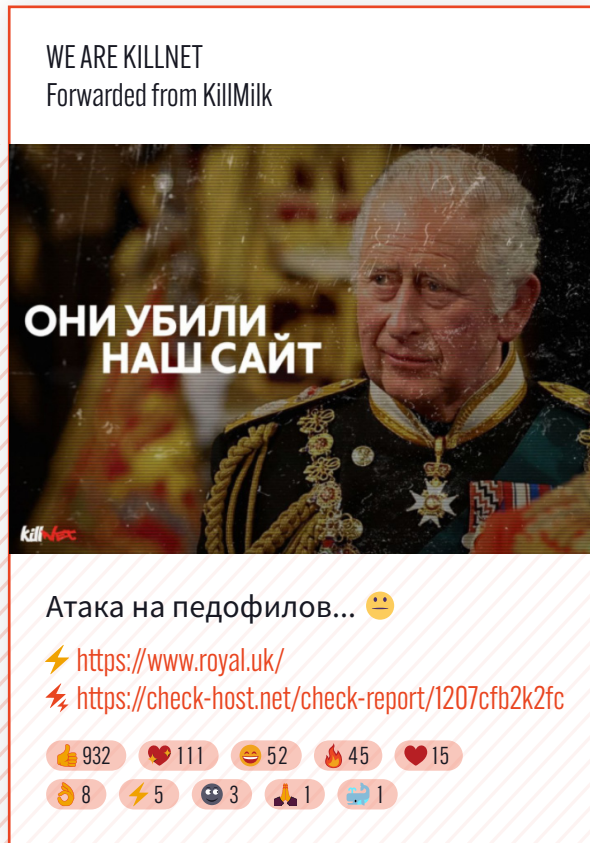 WE ARE KILLNET
Forwarded from KillMilk
ОНИ УБИЛИ
НАШ САЙТ
killnet
Атака на педофилов...
https://www.royal.uk/
https://check-host.net/check-report/1207cfb2k2fc
932 111 52 45 15
8 5 3 1 1